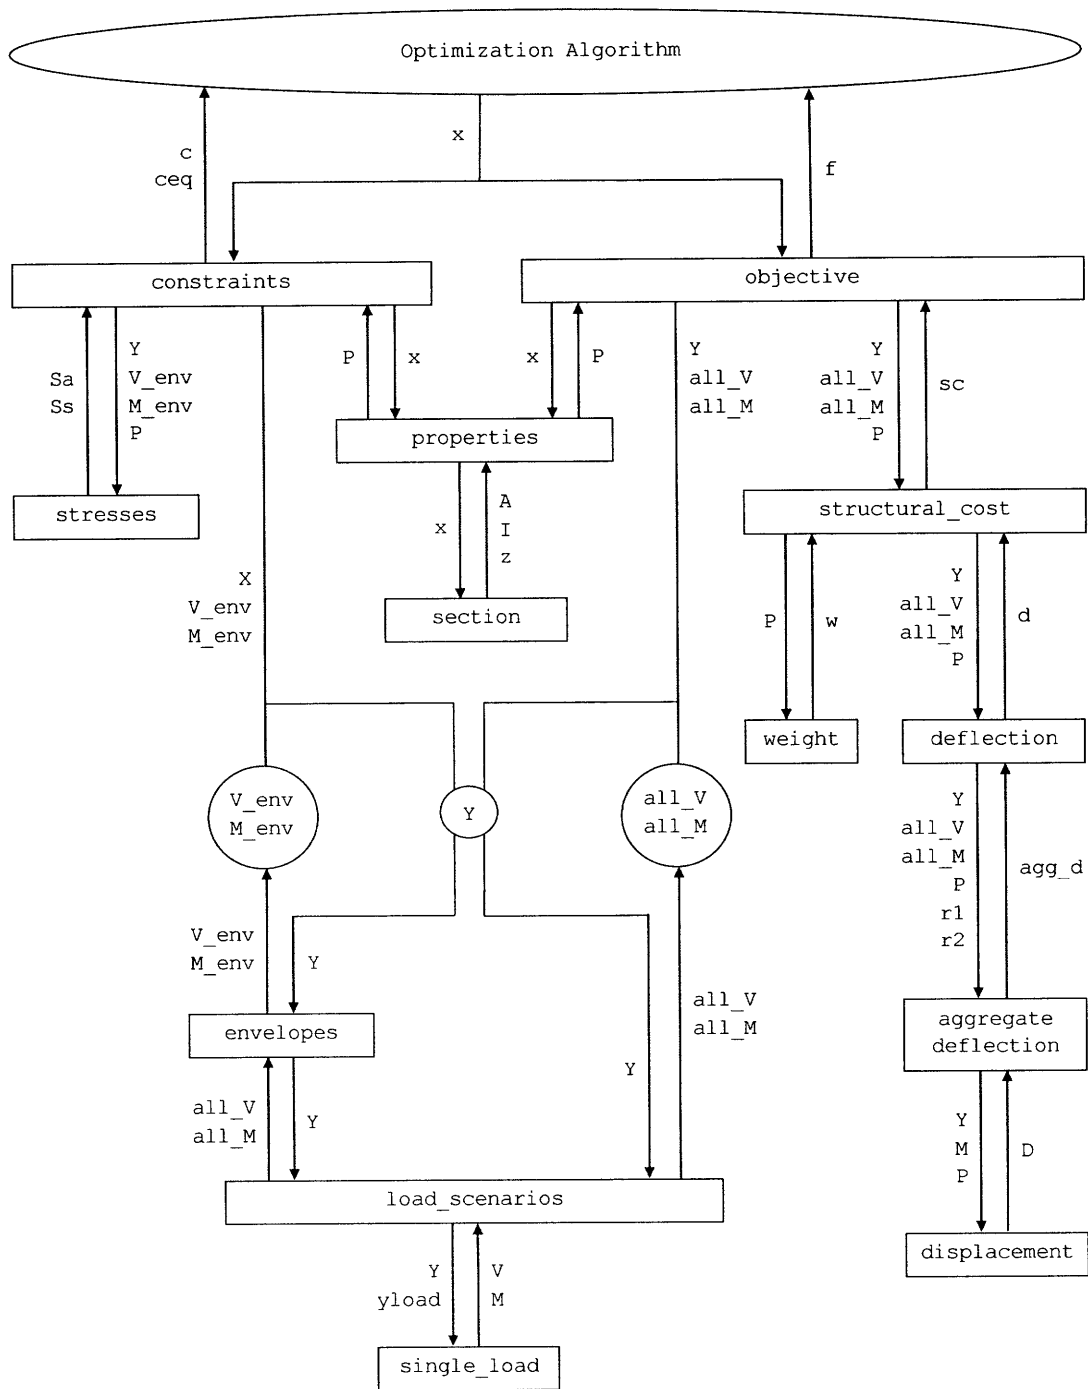 Optimization Algorithm
x
c
ceq
f
constraints
objective
Sa
Ss
Y
V_env
M_env
P
P
x
x
P
Y
all_V
all_M
Y
all_V
all_M
P
sc
properties
stresses
structural_cost
x
A
I
z
X
V_env
M_env
section
P
w
Y
all_V
all_M
P
d
weight
deflection
V_env
M_env
Y
all_V
all_M
Y
all_V
all_M
P
r1
r2
agg_d
V_env
M_env
Y
all_V
all_M
envelopes
aggregate
deflection
all_V
all_M
Y
Y
Y
M
P
D
load_scenarios
displacement
Y
yload
V
M
single_load